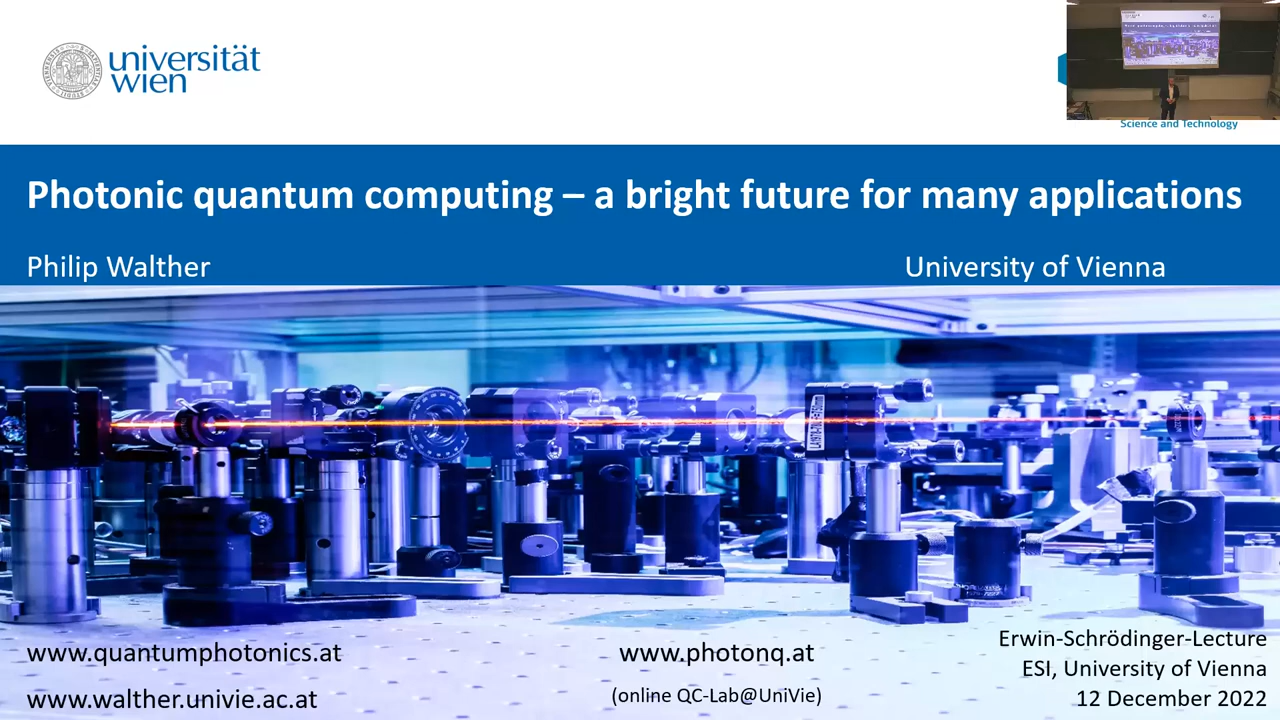 universität
wien
Science and Technology
Photonic quantum computing – a bright future for many applications
Philip Walther
University of Vienna
www.quantumphotonics.at
www.walther.univie.ac.at
www.photonq.at
(online QC-Lab@UniVie)
Erwin-Schrödinger-Lecture
ESI, University of Vienna
12 December 2022